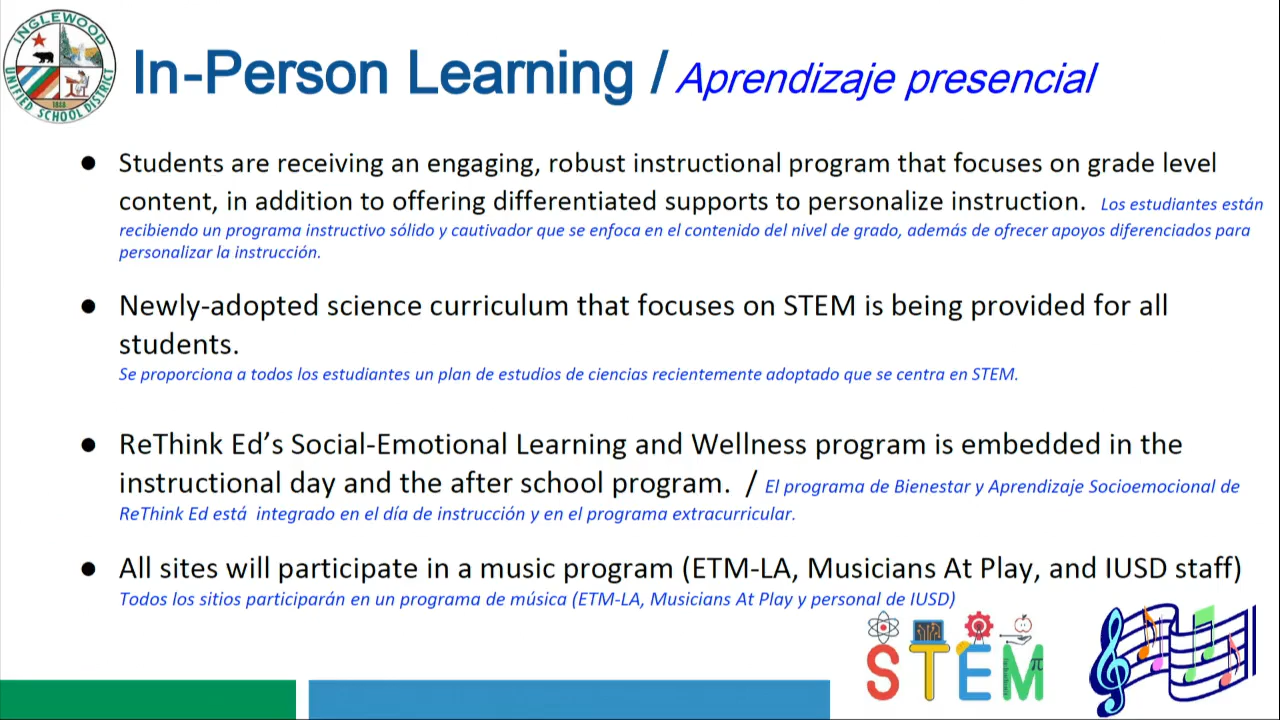 INGLEWOOD
UNIFIED SCHOOL DISTRICT
1888
In-Person Learning / Aprendizaje presencial
● Students are receiving an engaging, robust instructional program that focuses on grade level
content, in addition to offering differentiated supports to personalize instruction. Los estudiantes están
recibiendo un programa instructivo sólido y cautivador que se enfoca en el contenido del nivel de grado, además de ofrecer apoyos diferenciados para
personalizar la instrucción.
● Newly-adopted science curriculum that focuses on STEM is being provided for all
students.
Se proporciona a todos los estudiantes un plan de estudios de ciencias recientemente adoptado que se centra en STEM.
● ReThink Ed’s Social-Emotional Learning and Wellness program is embedded in the
instructional day and the after school program. / El programa de Bienestar y Aprendizaje Socioemocional de
ReThink Ed está integrado en el día de instrucción y en el programa extracurricular.
● All sites will participate in a music program (ETM-LA, Musicians At Play, and IUSD staff)
Todos los sitios participarán en un programa de música (ETM-LA, Musicians At Play y personal de IUSD)
STEM
π